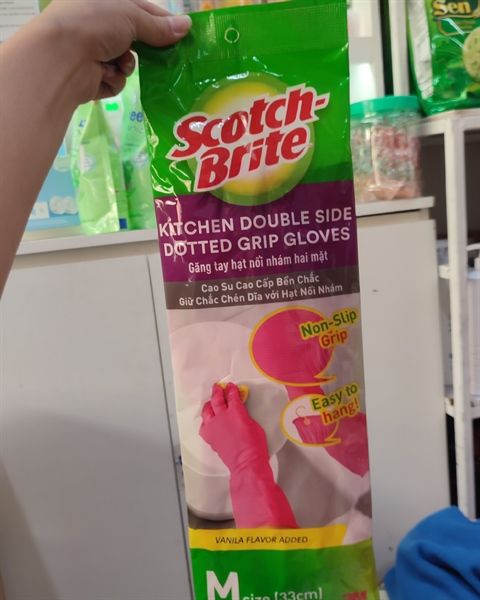 Sen
Scotch-
Brite
KITCHEN DOUBLE SIDE
DOTTED GRIP GLOVES
Găng tay hạt nổi nhám hai mặt
Cao Su Cao Cấp Bền Chắc
Giữ Chắc Chén Dĩa với Hạt Nổi Nhám
Non-Slip
Grip
Easy to
hang!
VANILA FLAVOR ADDED
M size (33cm)
3M